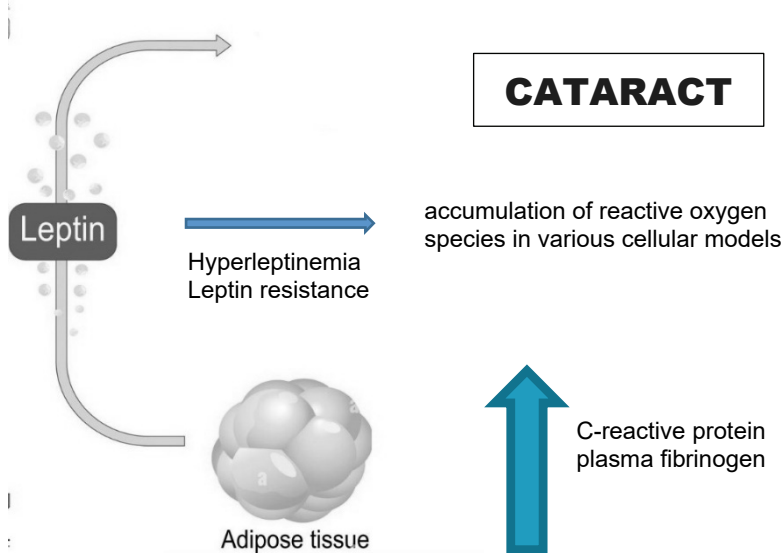 CATARACT
Leptin
accumulation of reactive oxygen
species in various cellular models
Hyperleptinemia
Leptin resistance
C-reactive protein
plasma fibrinogen
a
Adipose tissue